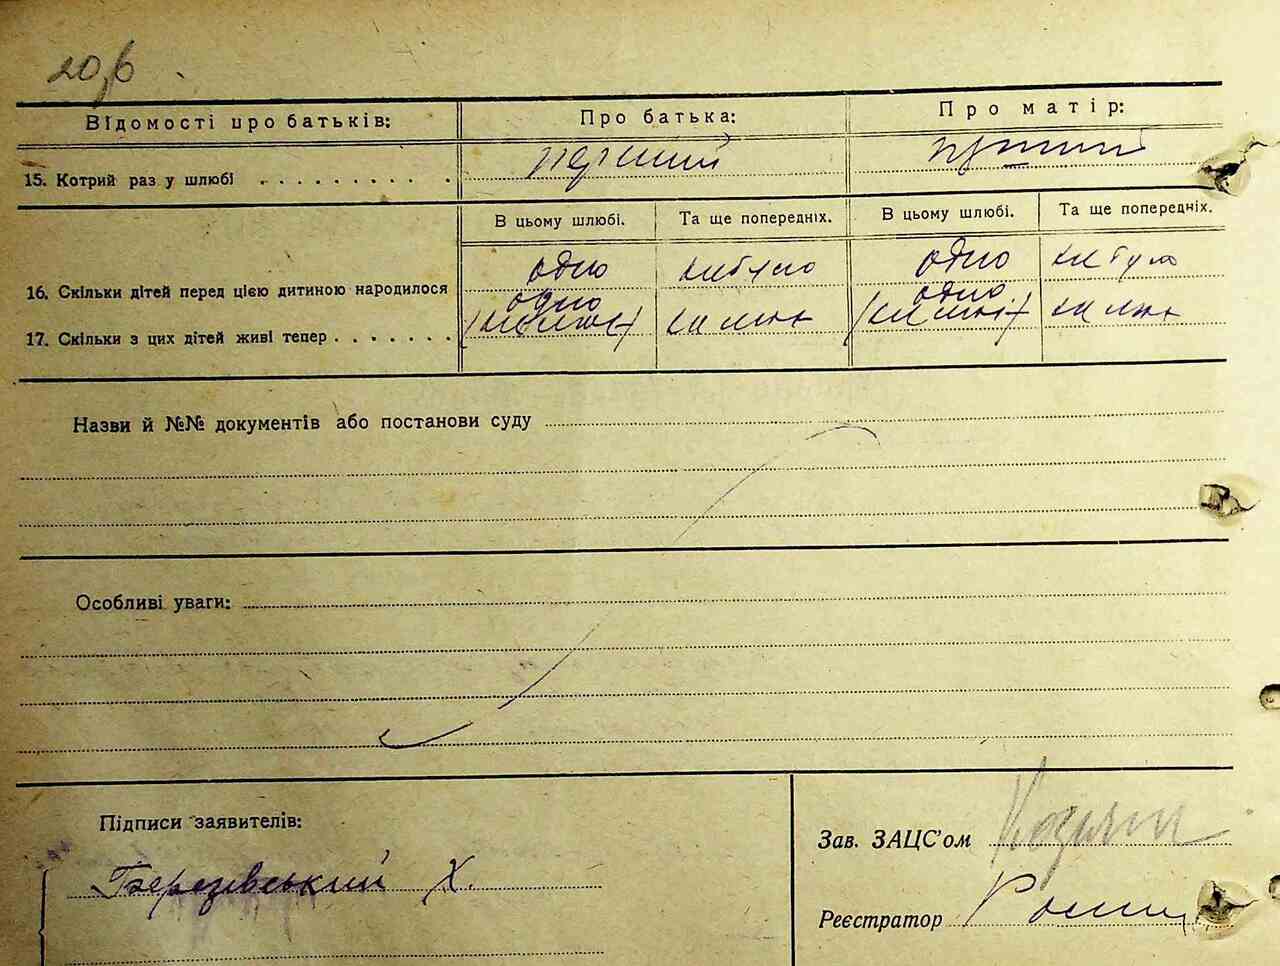 20,6
Відомості про батьків: Про батька: Про матір:
15. Котрий раз у шлюбі . . . . . . . . . . перший перший
В цьому шлюбі. Та ще попередніх. В цьому шлюбі. Та ще попередніх.
16. Скільки дітей перед цією дитиною народилося одно не було одно не було
одно одно
17. Скільки з цих дітей живі тепер . . . . . . .
Назви й №№ документів або постанови суду
Особливі уваги:
Підписи заявителів:
Зав. ЗАЦС'ом
Березівський Х.
Реєстратор